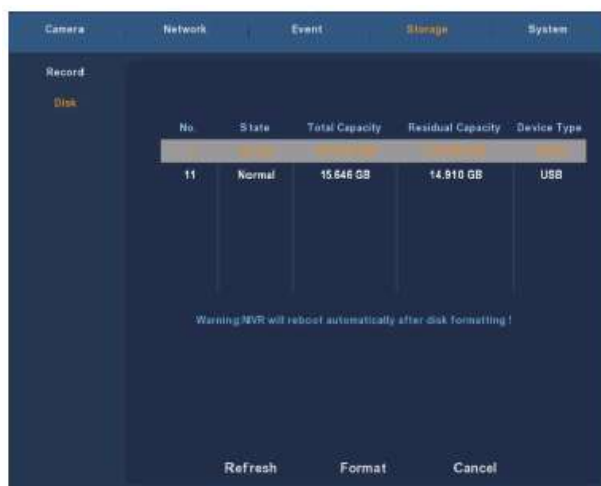 Camera Network Event Storage System
Record
Disk
No. State Total Capacity Residual Capacity Device Type
11 Normal 15.646 GB 14.910 GB USB
Warning:NVR will reboot automatically after disk formatting !
Refresh Format Cancel